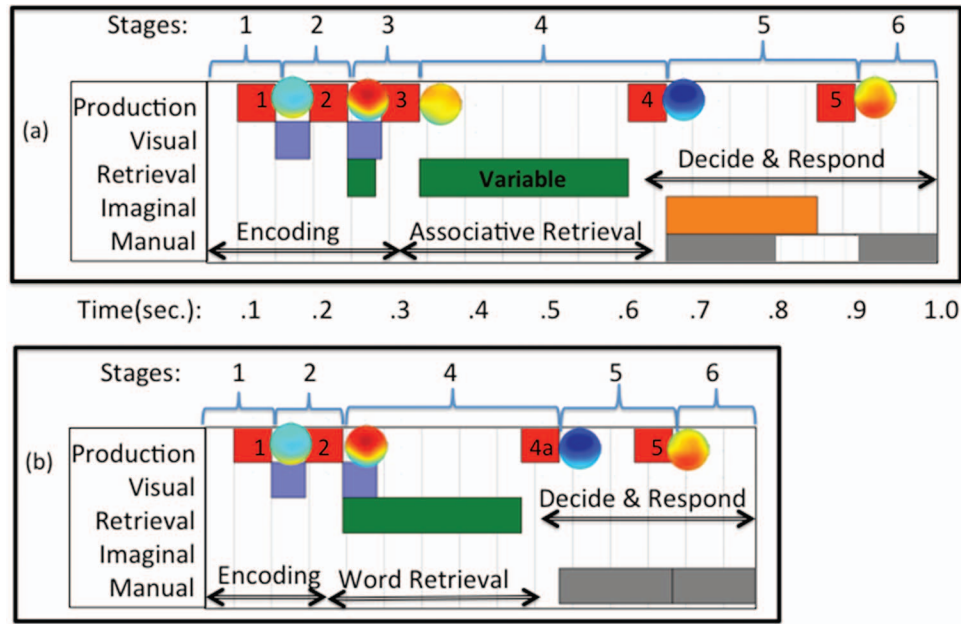 Stages: 1 2 3 4 5 6
(a)
Production 1 2 3 4 5
Visual
Retrieval Variable Decide & Respond
Imaginal
Manual Encoding Associative Retrieval
Time(sec.): .1 .2 .3 .4 .5 .6 .7 .8 .9 1.0
Stages: 1 2 4 5 6
(b)
Production 1 2 4a 5
Visual
Retrieval Decide & Respond
Imaginal
Manual Encoding Word Retrieval